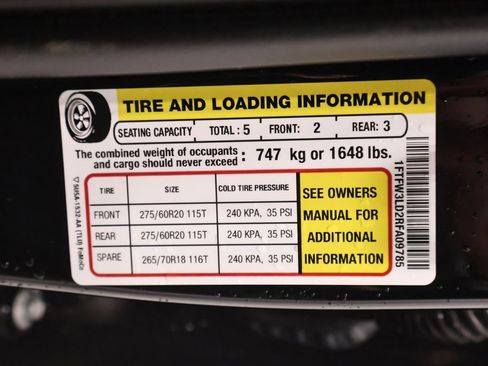 TIRE AND LOADING INFORMATION
SEATING CAPACITY TOTAL: 5 FRONT: 2 REAR: 3
The combined weight of occupants
and cargo should never exceed : 747 kg or 1648 lbs.
TIRE SIZE COLD TIRE PRESSURE
FRONT 275/60R20 115T 240 KPA, 35 PSI
REAR 275/60R20 115T 240 KPA, 35 PSI
SPARE 265/70R18 116T 240 KPA, 35 PSI
SEE OWNERS
MANUAL FOR
ADDITIONAL
INFORMATION
1FTFW3LD2RFA09785